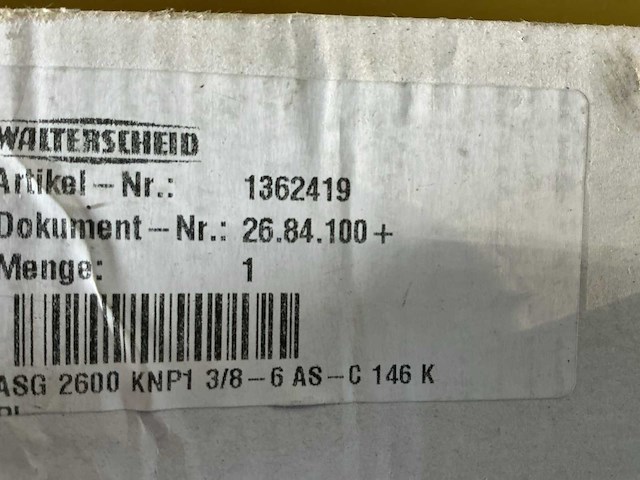 WALTERSCHEID
Artikel-Nr.: 1362419
Dokument-Nr.: 26.84.100+
Menge: 1
ASG 2600 KNP1 3/8-6 AS-C 146 K